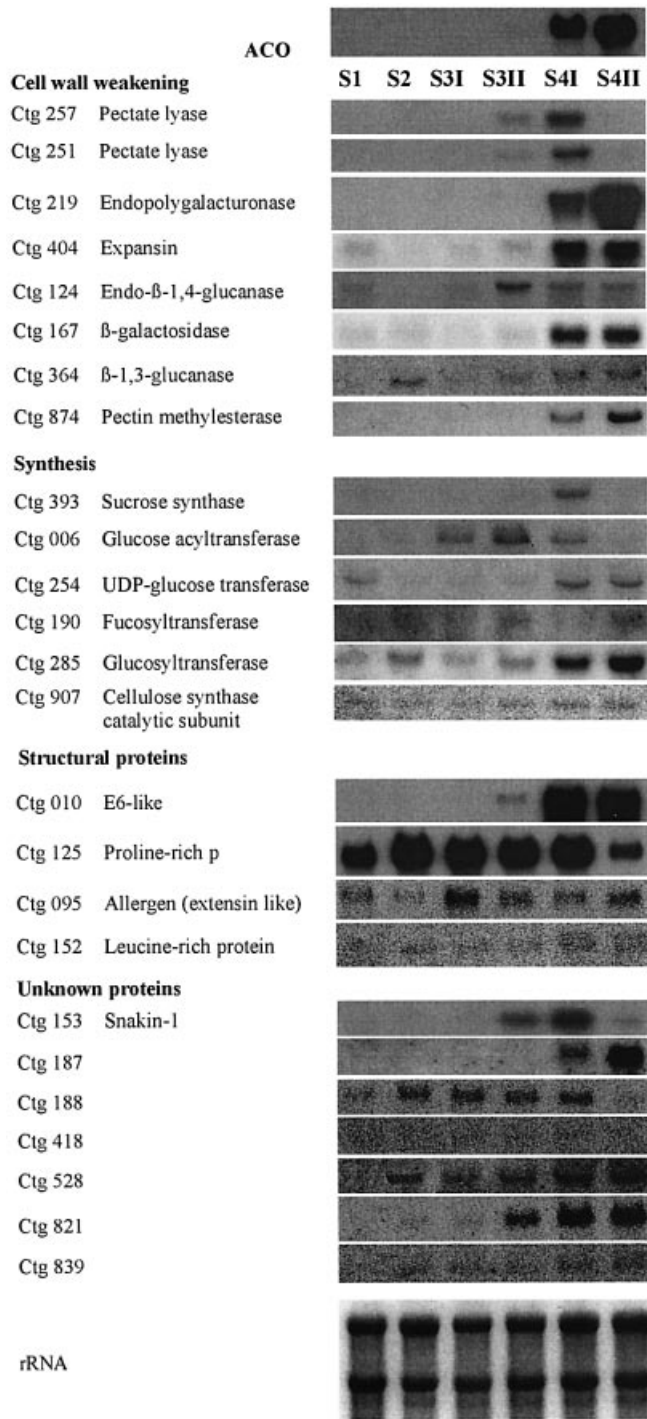 ACO
Cell wall weakening S1 S2 S3I S3II S4I S4II
Ctg 257 Pectate lyase
Ctg 251 Pectate lyase
Ctg 219 Endopolygalacturonase
Ctg 404 Expansin
Ctg 124 Endo-ß-1,4-glucanase
Ctg 167 ß-galactosidase
Ctg 364 ß-1,3-glucanase
Ctg 874 Pectin methylesterase
Synthesis
Ctg 393 Sucrose synthase
Ctg 006 Glucose acyltransferase
Ctg 254 UDP-glucose transferase
Ctg 190 Fucosyltransferase
Ctg 285 Glucosyltransferase
Ctg 907 Cellulose synthase
catalytic subunit
Structural proteins
Ctg 010 E6-like
Ctg 125 Proline-rich p
Ctg 095 Allergen (extensin like)
Ctg 152 Leucine-rich protein
Unknown proteins
Ctg 153 Snakin-1
Ctg 187
Ctg 188
Ctg 418
Ctg 528
Ctg 821
Ctg 839
rRNA